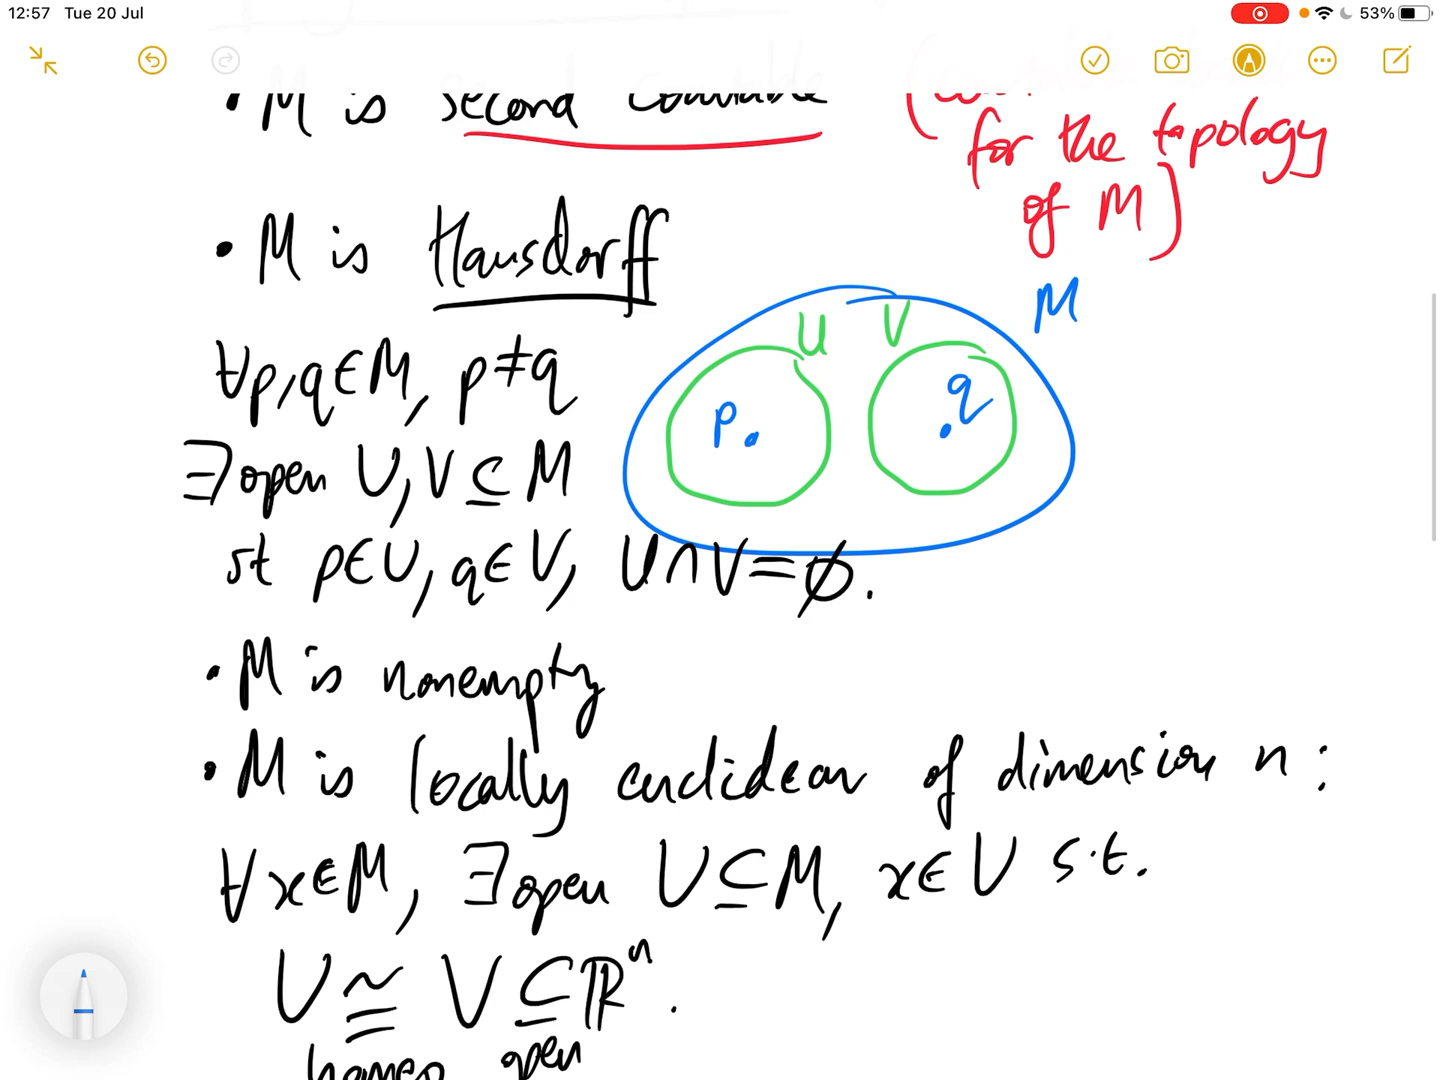 12:57 Tue 20 Jul
53%
• M is second countable
for the topology
of M)
• M is Hausdorff
M
U V
∀p,q∈M, p≠q
p. q
∃ open U,V⊆M
st p∈U, q∈V, U∩V=∅.
• M is nonempty
• M is locally euclidean of dimension n:
∀x∈M, ∃ open U⊆M, x∈U s.t.
U ≅ V⊆ℝⁿ.
homeo open